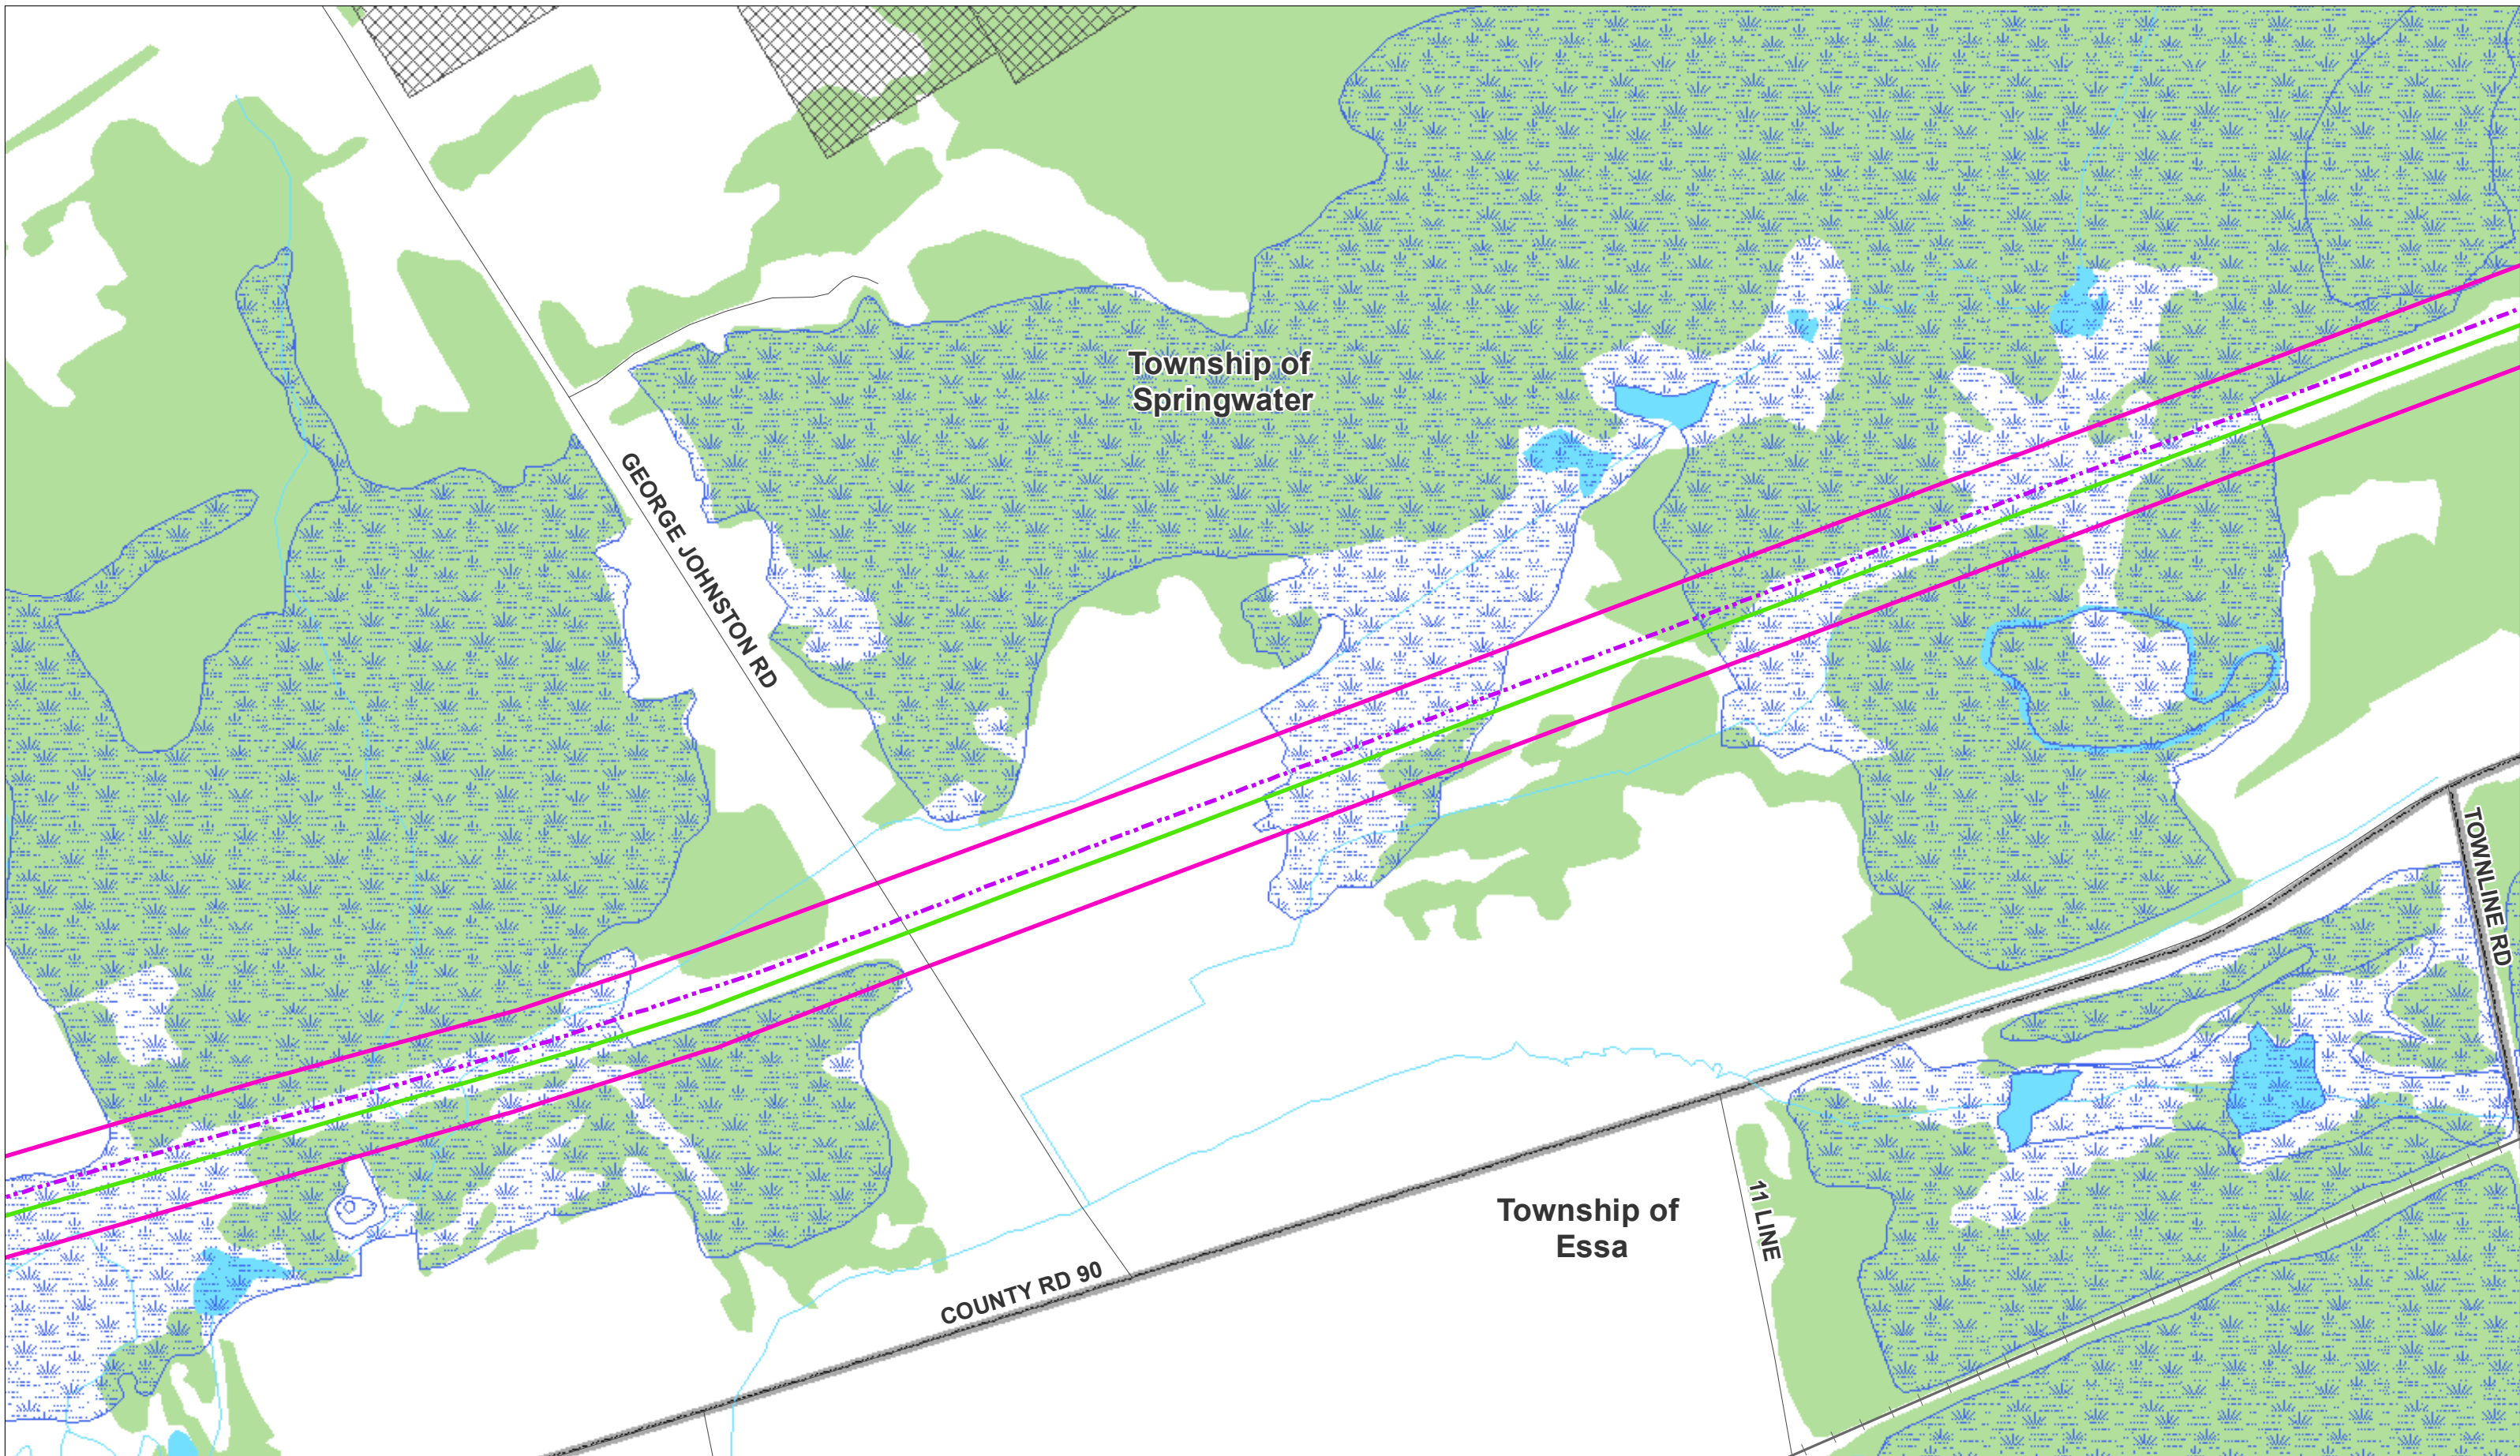 Township of
Springwater
GEORGE JOHNSTON RD
TOWNLINE RD
Township of
Essa
11 LINE
COUNTY RD 90